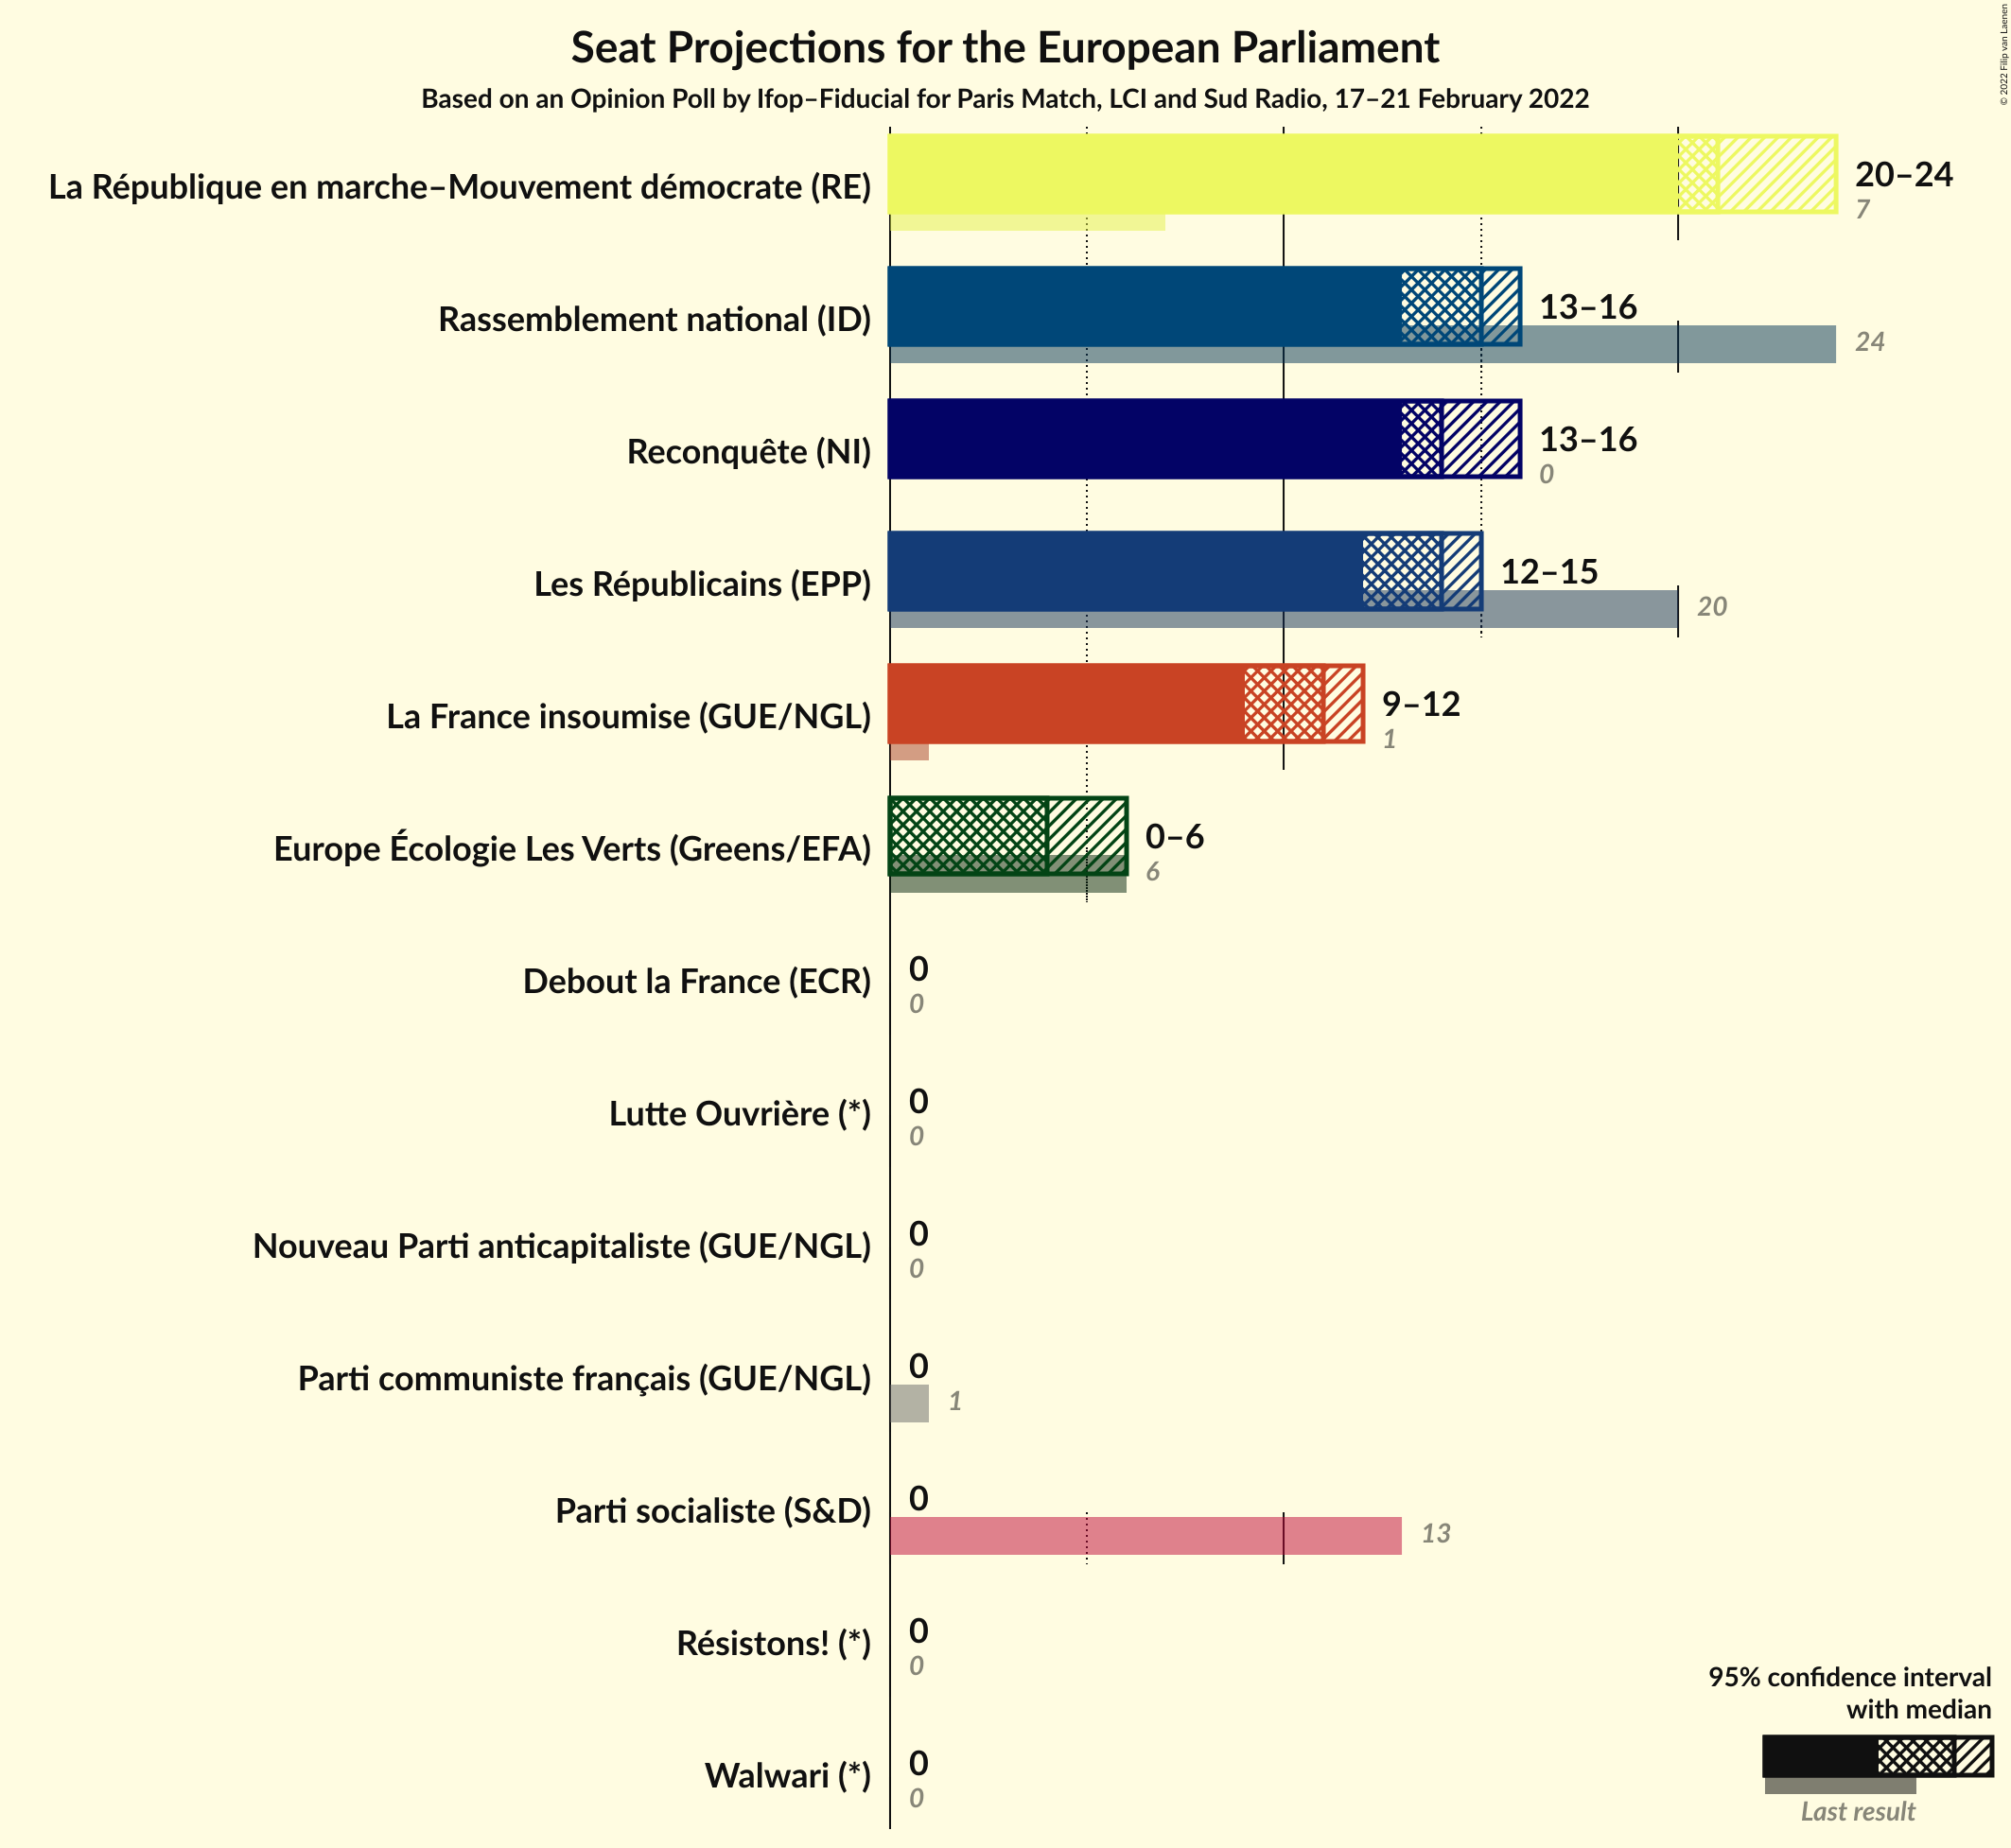 Seat Projections for the European Parliament
Based on an Opinion Poll by Ifop–Fiducial for Paris Match, LCI and Sud Radio, 17–21 February 2022
© 2022 Filip van Laenen
La République en marche–Mouvement démocrate (RE)
20–24
7
Rassemblement national (ID)
13–16
24
Reconquête (NI)
13–16
0
Les Républicains (EPP)
12–15
20
La France insoumise (GUE/NGL)
9–12
1
Europe Écologie Les Verts (Greens/EFA)
0–6
6
Debout la France (ECR)
0
0
Lutte Ouvrière (*)
0
0
Nouveau Parti anticapitaliste (GUE/NGL)
0
0
Parti communiste français (GUE/NGL)
0
1
Parti socialiste (S&D)
0
13
Résistons! (*)
0
0
Walwari (*)
0
0
95% confidence interval
with median
Last result